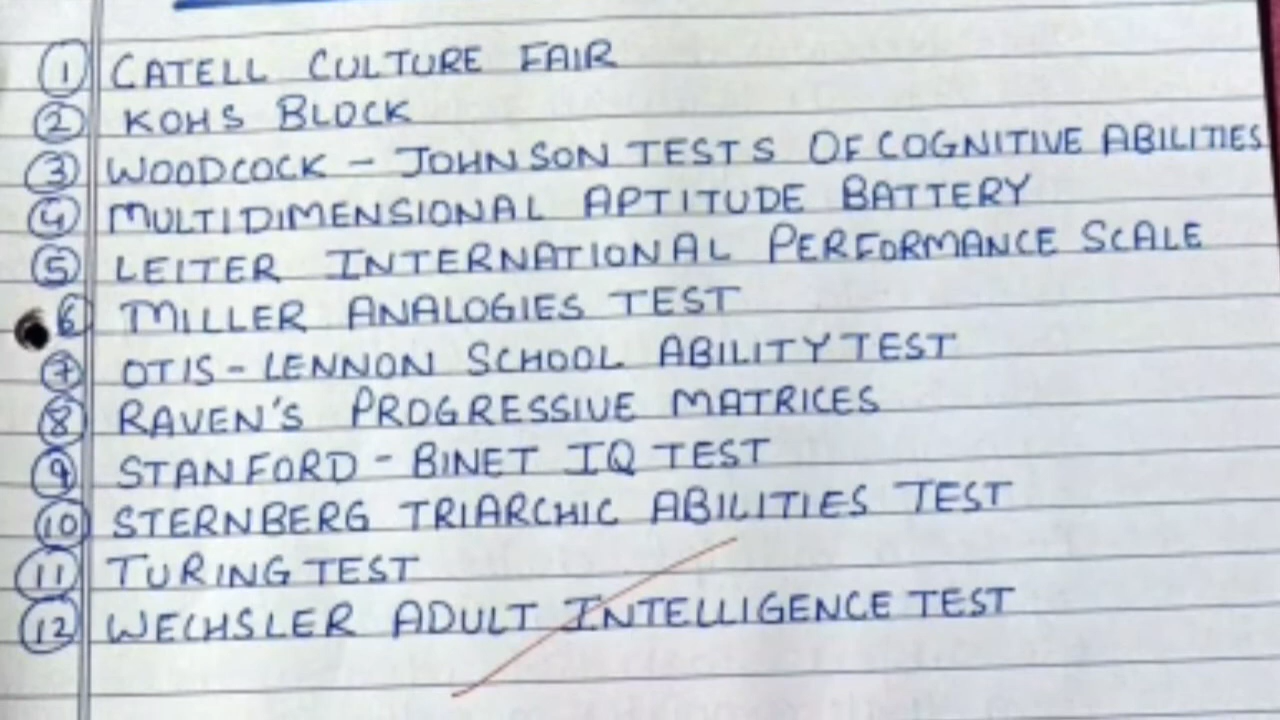 ① CATELL CULTURE FAIR
② KOHS BLOCK
③ WOODCOCK - JOHNSON TESTS OF COGNITIVE ABILITIES
④ MULTIDIMENSIONAL APTITUDE BATTERY
⑤ LEITER INTERNATIONAL PERFORMANCE SCALE
⑥ MILLER ANALOGIES TEST
⑦ OTIS - LENNON SCHOOL ABILITY TEST
⑧ RAVEN'S PROGRESSIVE MATRICES
⑨ STANFORD - BINET IQ TEST
⑩ STERNBERG TRIARCHIC ABILITIES TEST
⑪ TURING TEST
⑫ WECHSLER ADULT INTELLIGENCE TEST